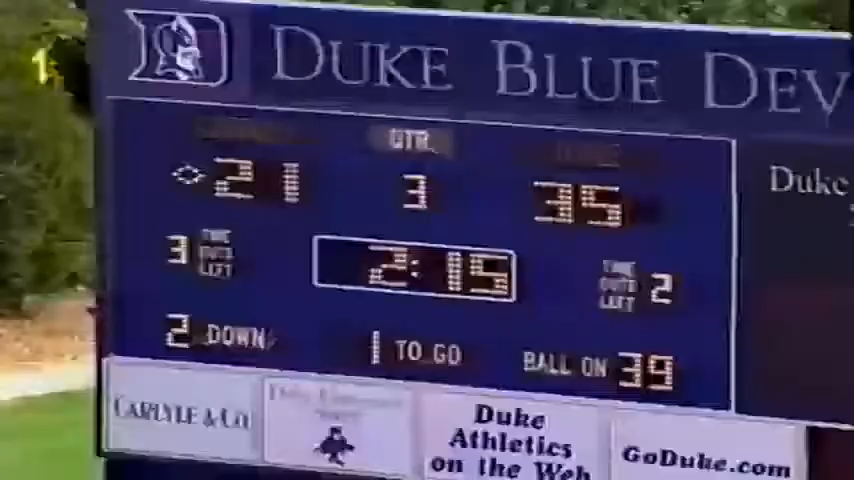 1
DUKE BLUE DEV
QTR.
21 3 35
3 TIME OUTS LEFT
2:15
TIME OUTS LEFT 2
2 DOWN 1 TO GO BALL ON 39
Duke
CARLYLE & CO.
Duke
Athletics
on the Web
GoDuke.com